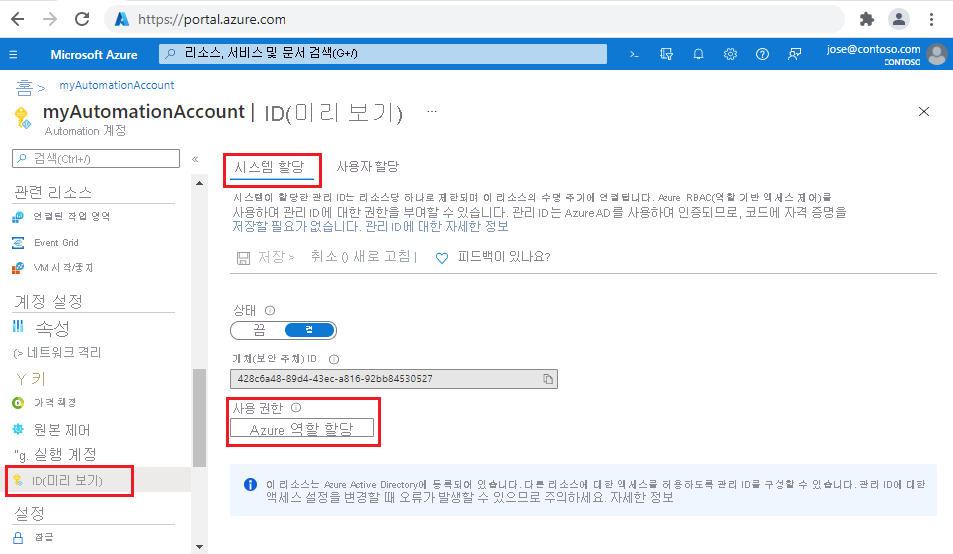 https://portal.azure.com
Microsoft Azure
리소스, 서비스 및 문서 검색(G+/)
jose@contoso.com
CONTOSO
홈 > myAutomationAccount
myAutomationAccount | ID(미리 보기) ...
Automation 계정
검색(Ctrl+/)
«
관련 리소스
연결된 작업 영역
Event Grid
VM 시작/중지
계정 설정
속성
(> 네트워크 격리
Y 키
가격 책정
원본 제어
"g. 실행 계정
ID(미리 보기)
설정
잠금
시스템 할당
사용자 할당
시스템이 할당한 관리 ID는 리소스당 하나로 제한되며 이 리소스의 수명 주기에 연결됩니다. Azure RBAC(역할 기반 액세스 제어)를
사용하여 관리 ID에 대한 권한을 부여할 수 있습니다. 관리 ID는 Azure AD를 사용하여 인증되므로, 코드에 자격 증명을
저장할 필요가 없습니다. 관리 ID에 대한 자세한 정보
저장 > 취소 () 새로 고침 | 피드백이 있나요?
상태
끔 켬
개체(보안 주체) ID
428c6a48-89d4-43ec-a816-92bb84530527
사용 권한
Azure 역할 할당
이 리소스는 Azure Active Directory에 등록되어 있습니다. 다른 리소스에 대한 액세스를 허용하도록 관리 ID를 구성할 수 있습니다. 관리 ID에 대한
액세스 설정을 변경할 때 오류가 발생할 수 있으므로 주의하세요. 자세한 정보